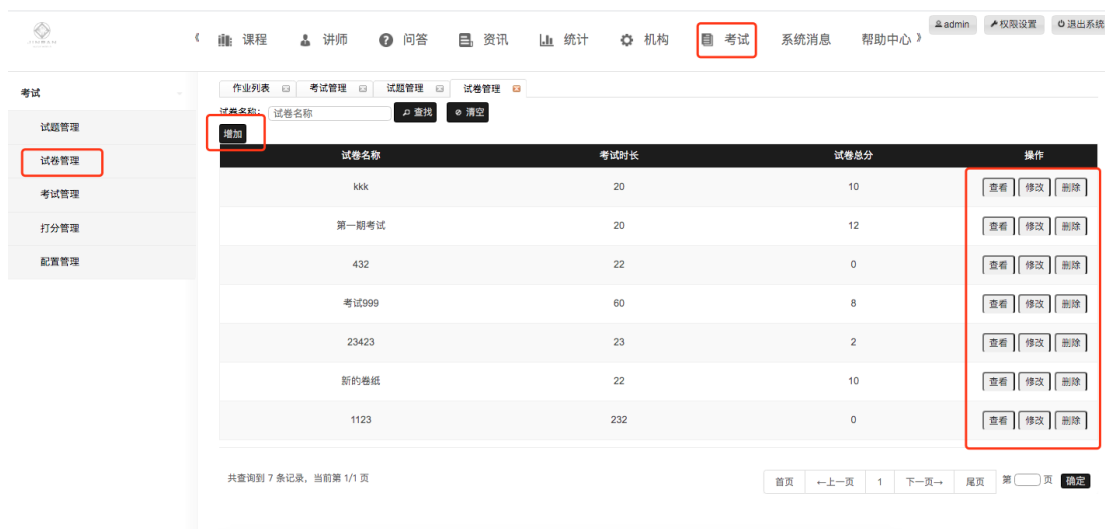 admin 权限设置 退出系统
《 课程 讲师 问答 资讯 统计 机构 考试 系统消息 帮助中心 》
考试
试题管理
试卷管理
考试管理
打分管理
配置管理
作业列表 考试管理 试题管理 试卷管理
试卷名称: 试卷名称 查找 清空
增加
试卷名称 考试时长 试卷总分 操作
kkk 20 10 查看 修改 删除
第一期考试 20 12 查看 修改 删除
432 22 0 查看 修改 删除
考试999 60 8 查看 修改 删除
23423 23 2 查看 修改 删除
新的卷纸 22 10 查看 修改 删除
1123 232 0 查看 修改 删除
共查询到 7 条记录，当前第 1/1 页
首页 ←上一页 1 下一页→ 尾页 第 页 确定